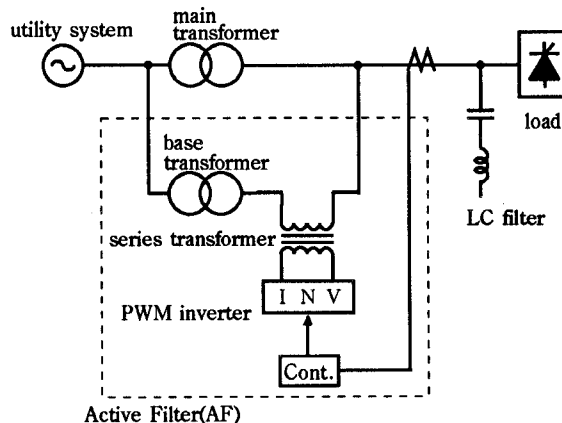 main
transformer
utility system
load
base
transformer
LC filter
series transformer
I N V
PWM inverter
Cont.
Active Filter(AF)